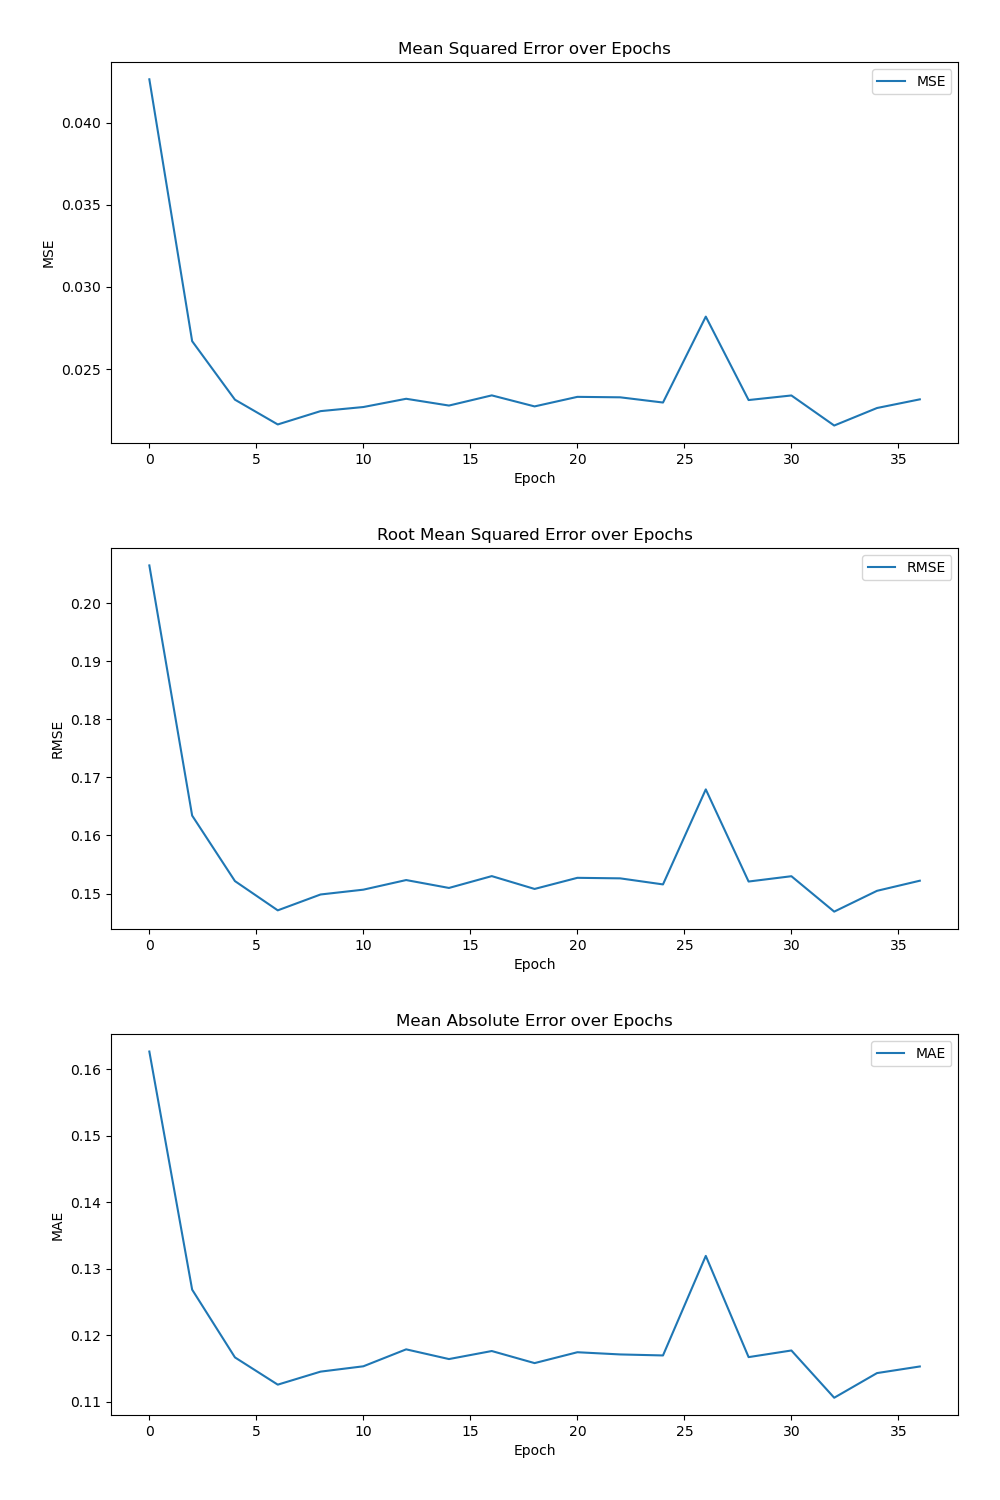 Mean Squared Error over Epochs
MSE
0.040
0.035
0.030
0.025
MSE
0 5 10 15 20 25 30 35
Epoch
Root Mean Squared Error over Epochs
RMSE
0.20
0.19
0.18
0.17
0.16
0.15
RMSE
0 5 10 15 20 25 30 35
Epoch
Mean Absolute Error over Epochs
MAE
0.16
0.15
0.14
0.13
0.12
0.11
MAE
0 5 10 15 20 25 30 35
Epoch